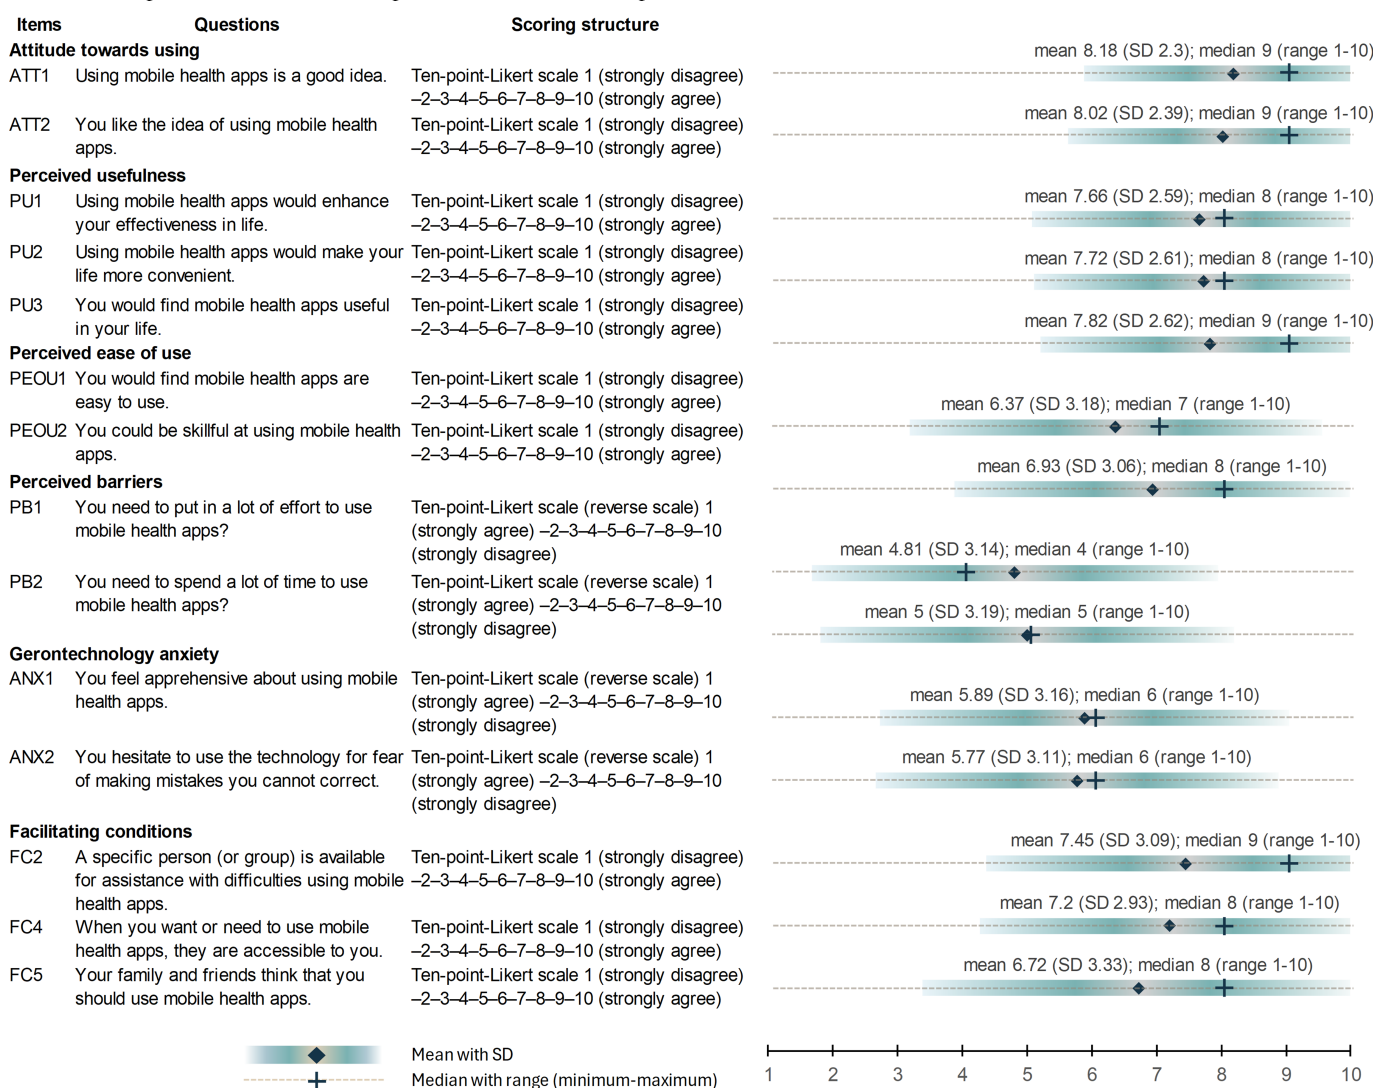 Items Questions Scoring structure
Attitude towards using
mean 8.18 (SD 2.3); median 9 (range 1-10)
ATT1 Using mobile health apps is a good idea. Ten-point-Likert scale 1 (strongly disagree)
–2–3–4–5–6–7–8–9–10 (strongly agree)
mean 8.02 (SD 2.39); median 9 (range 1-10)
ATT2 You like the idea of using mobile health Ten-point-Likert scale 1 (strongly disagree)
apps. –2–3–4–5–6–7–8–9–10 (strongly agree)
Perceived usefulness
mean 7.66 (SD 2.59); median 8 (range 1-10)
PU1 Using mobile health apps would enhance Ten-point-Likert scale 1 (strongly disagree)
your effectiveness in life. –2–3–4–5–6–7–8–9–10 (strongly agree)
PU2 Using mobile health apps would make your Ten-point-Likert scale 1 (strongly disagree)
mean 7.72 (SD 2.61); median 8 (range 1-10)
life more convenient. –2–3–4–5–6–7–8–9–10 (strongly agree)
PU3 You would find mobile health apps useful Ten-point-Likert scale 1 (strongly disagree)
mean 7.82 (SD 2.62); median 9 (range 1-10)
in your life. –2–3–4–5–6–7–8–9–10 (strongly agree)
Perceived ease of use
PEOU1 You would find mobile health apps are Ten-point-Likert scale 1 (strongly disagree)
easy to use. –2–3–4–5–6–7–8–9–10 (strongly agree)
mean 6.37 (SD 3.18); median 7 (range 1-10)
PEOU2 You could be skillful at using mobile health Ten-point-Likert scale 1 (strongly disagree)
apps. –2–3–4–5–6–7–8–9–10 (strongly agree)
mean 6.93 (SD 3.06); median 8 (range 1-10)
Perceived barriers
PB1 You need to put in a lot of effort to use Ten-point-Likert scale (reverse scale) 1
mobile health apps? (strongly agree) –2–3–4–5–6–7–8–9–10
(strongly disagree)
mean 4.81 (SD 3.14); median 4 (range 1-10)
PB2 You need to spend a lot of time to use Ten-point-Likert scale (reverse scale) 1
mobile health apps? (strongly agree) –2–3–4–5–6–7–8–9–10
mean 5 (SD 3.19); median 5 (range 1-10)
(strongly disagree)
Gerontechnology anxiety
ANX1 You feel apprehensive about using mobile Ten-point-Likert scale (reverse scale) 1
mean 5.89 (SD 3.16); median 6 (range 1-10)
health apps. (strongly agree) –2–3–4–5–6–7–8–9–10
(strongly disagree)
ANX2 You hesitate to use the technology for fear Ten-point-Likert scale (reverse scale) 1
mean 5.77 (SD 3.11); median 6 (range 1-10)
of making mistakes you cannot correct. (strongly agree) –2–3–4–5–6–7–8–9–10
(strongly disagree)
Facilitating conditions
mean 7.45 (SD 3.09); median 9 (range 1-10)
FC2 A specific person (or group) is available Ten-point-Likert scale 1 (strongly disagree)
for assistance with difficulties using mobile –2–3–4–5–6–7–8–9–10 (strongly agree)
health apps.
mean 7.2 (SD 2.93); median 8 (range 1-10)
FC4 When you want or need to use mobile Ten-point-Likert scale 1 (strongly disagree)
health apps, they are accessible to you. –2–3–4–5–6–7–8–9–10 (strongly agree)
mean 6.72 (SD 3.33); median 8 (range 1-10)
FC5 Your family and friends think that you Ten-point-Likert scale 1 (strongly disagree)
should use mobile health apps. –2–3–4–5–6–7–8–9–10 (strongly agree)
Mean with SD
Median with range (minimum-maximum)
1 2 3 4 5 6 7 8 9 10